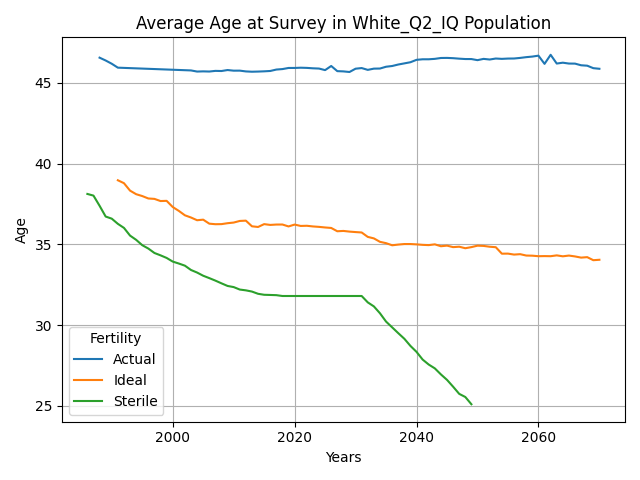 Average Age at Survey in White_Q2_IQ Population
Age
45
40
35
30
25
Fertility
Actual
Ideal
Sterile
2000
2020
2040
2060
Years